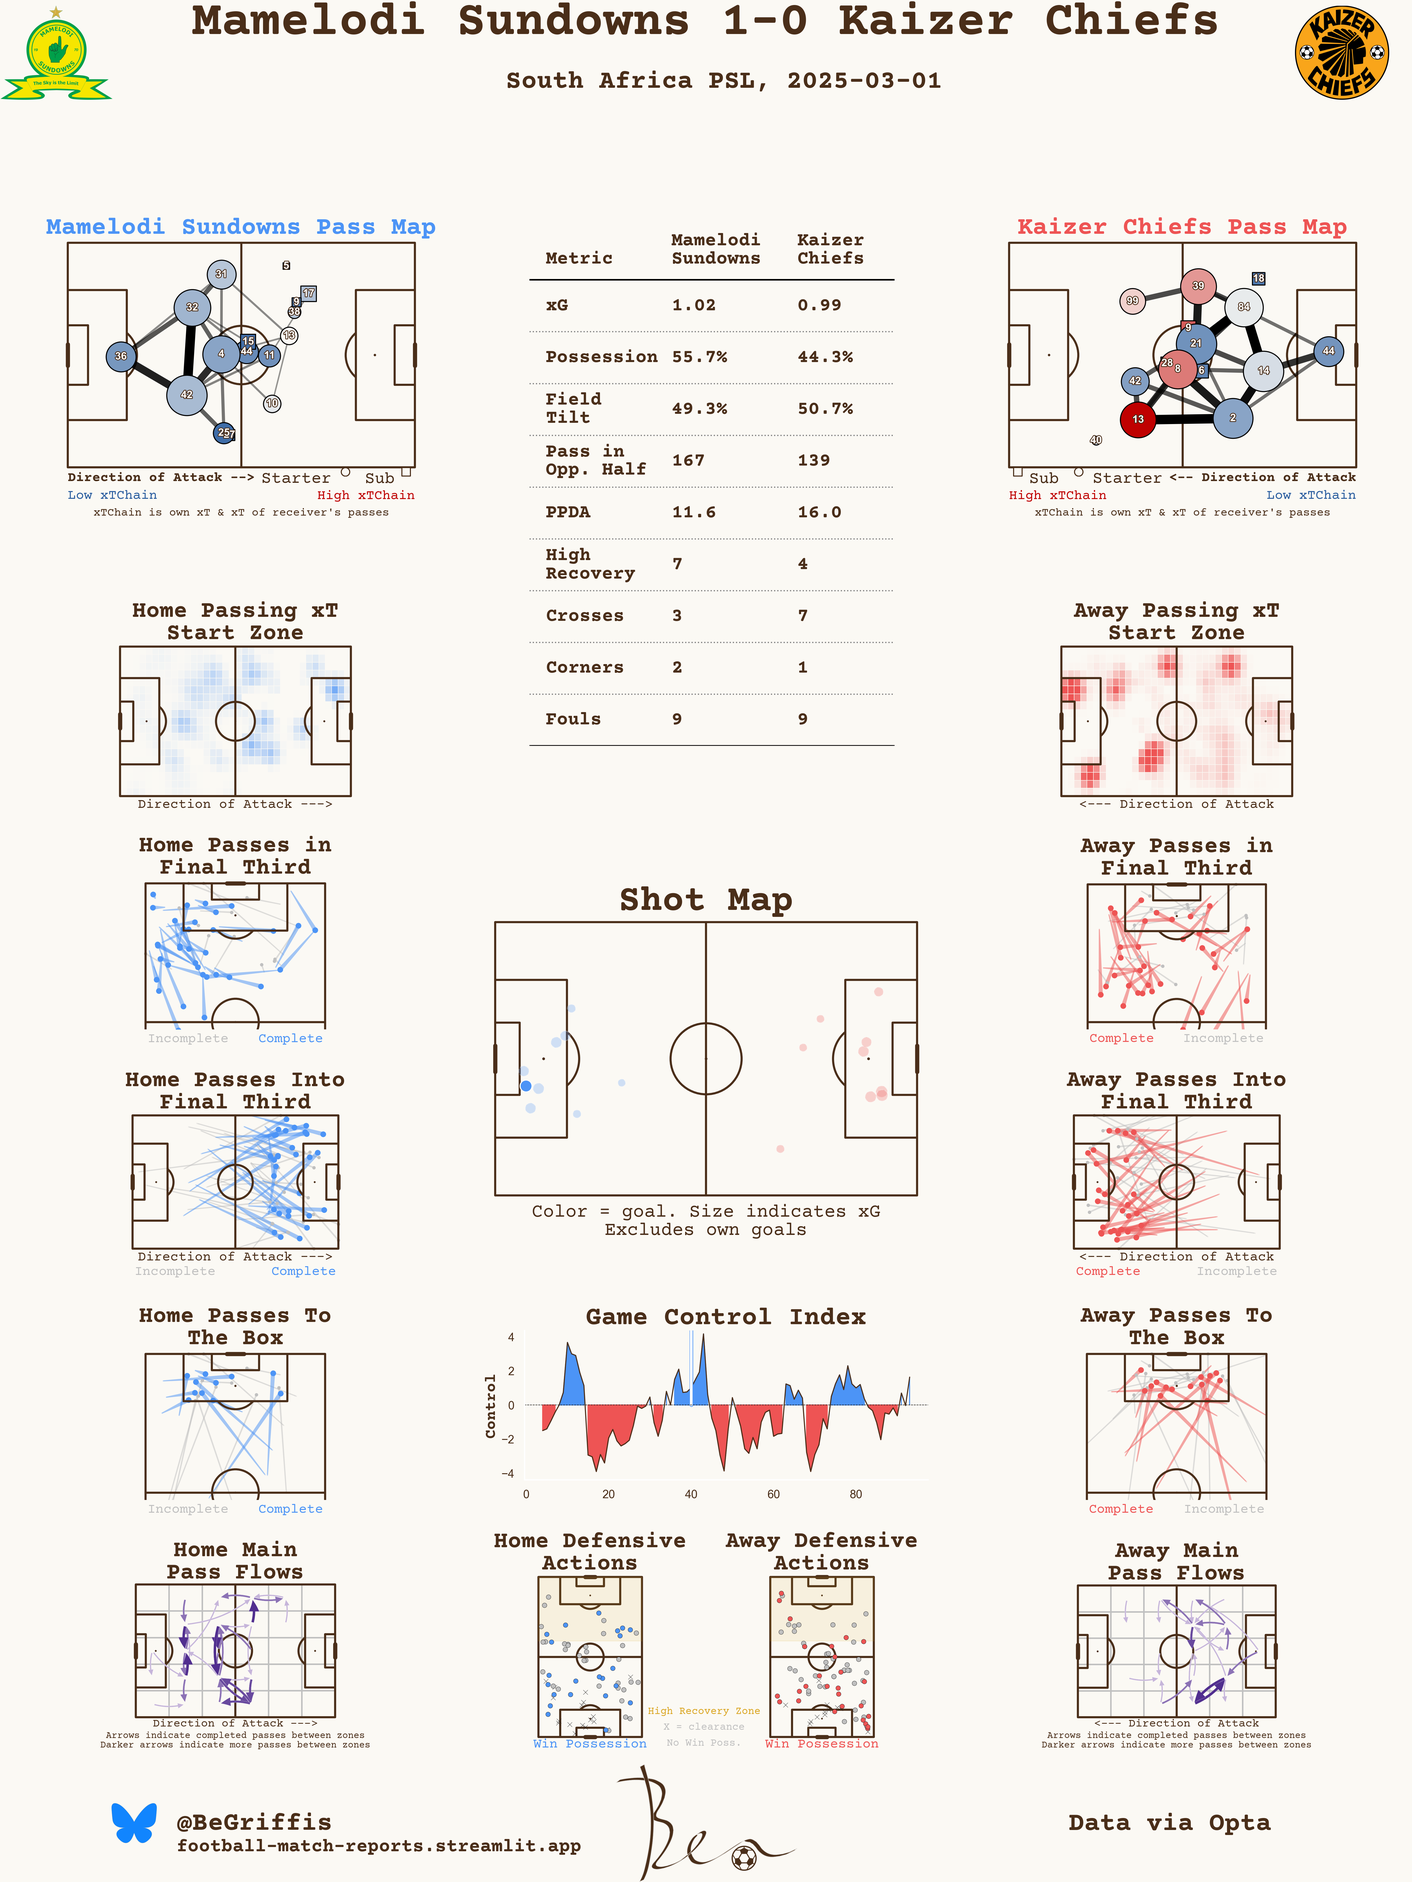 Mamelodi Sundowns 1-0 Kaizer Chiefs
South Africa PSL, 2025-03-01
MAMELODI
SUNDOWNS
The Sky is the Limit
KAIZER
CHIEFS
Mamelodi Sundowns Pass Map
31
5
17
9
38
32
13
15
36
4
44
11
42
10
25
27
Direction of Attack --> Starter Sub
Low xTChain High xTChain
xTChain is own xT & xT of receiver's passes
Metric Mamelodi Sundowns Kaizer Chiefs
xG 1.02 0.99
Possession 55.7% 44.3%
Field Tilt 49.3% 50.7%
Pass in Opp. Half 167 139
PPDA 11.6 16.0
High Recovery 7 4
Crosses 3 7
Corners 2 1
Fouls 9 9
Kaizer Chiefs Pass Map
18
39
99
84
9
21
44
28
8
6
14
42
13
2
40
Sub Starter <-- Direction of Attack
High xTChain Low xTChain
xTChain is own xT & xT of receiver's passes
Home Passing xT
Start Zone
Direction of Attack --->
Away Passing xT
Start Zone
<--- Direction of Attack
Home Passes in
Final Third
Incomplete Complete
Shot Map
Color = goal. Size indicates xG
Excludes own goals
Away Passes in
Final Third
Complete Incomplete
Home Passes Into
Final Third
Direction of Attack --->
Incomplete Complete
Away Passes Into
Final Third
<--- Direction of Attack
Complete Incomplete
Home Passes To
The Box
Incomplete Complete
Game Control Index
Control
4
2
0
−2
−4
0 20 40 60 80
Away Passes To
The Box
Complete Incomplete
Home Main
Pass Flows
Direction of Attack --->
Arrows indicate completed passes between zones
Darker arrows indicate more passes between zones
Home Defensive
Actions
Win Possession
High Recovery Zone
X = clearance
No Win Poss.
Away Defensive
Actions
Win Possession
Away Main
Pass Flows
<--- Direction of Attack
Arrows indicate completed passes between zones
Darker arrows indicate more passes between zones
@BeGriffis
football-match-reports.streamlit.app
Ben
Data via Opta